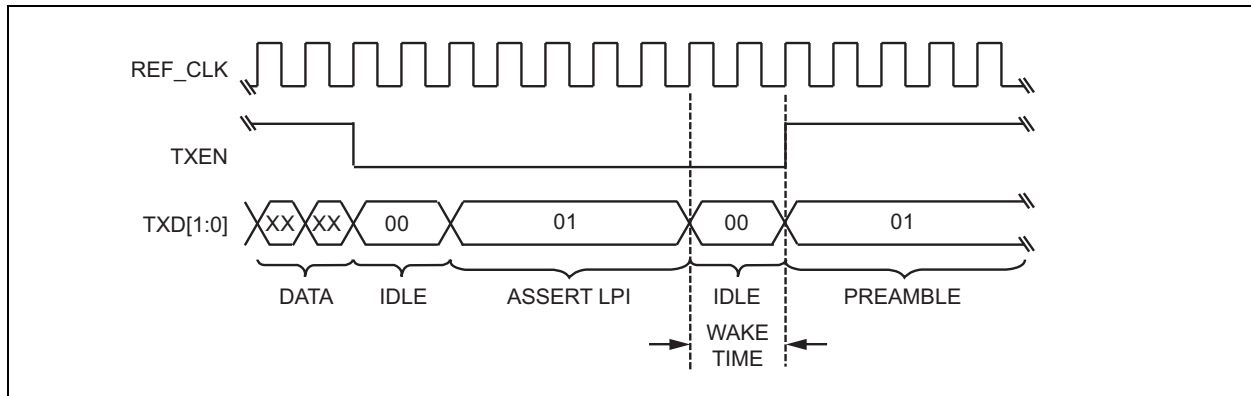 REF_CLK
TXEN
TXD[1:0] XX XX 00 01 00 01
DATA IDLE ASSERT LPI IDLE PREAMBLE
WAKE
TIME